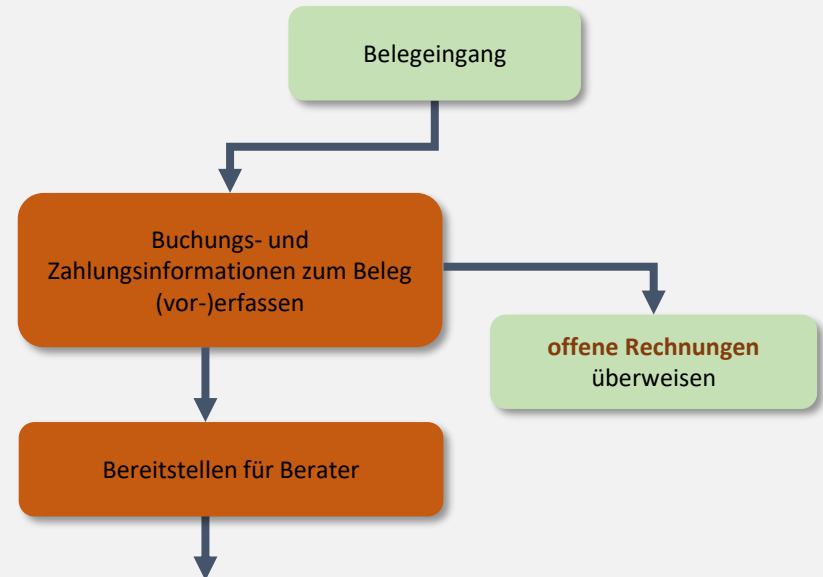 Belegeingang
Buchungs- und
Zahlungsinformationen zum Beleg
(vor-)erfassen
offene Rechnungen
überweisen
Bereitstellen für Berater